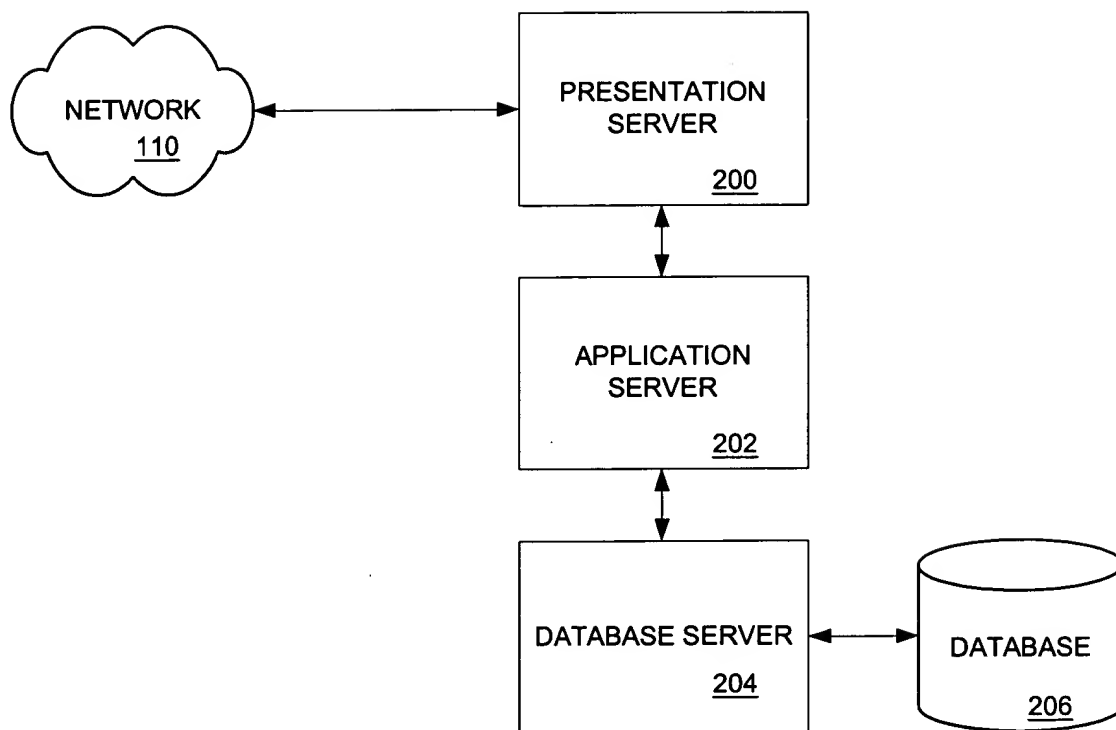 NETWORK
110
PRESENTATION
SERVER
200
APPLICATION
SERVER
202
DATABASE SERVER
204
DATABASE
206